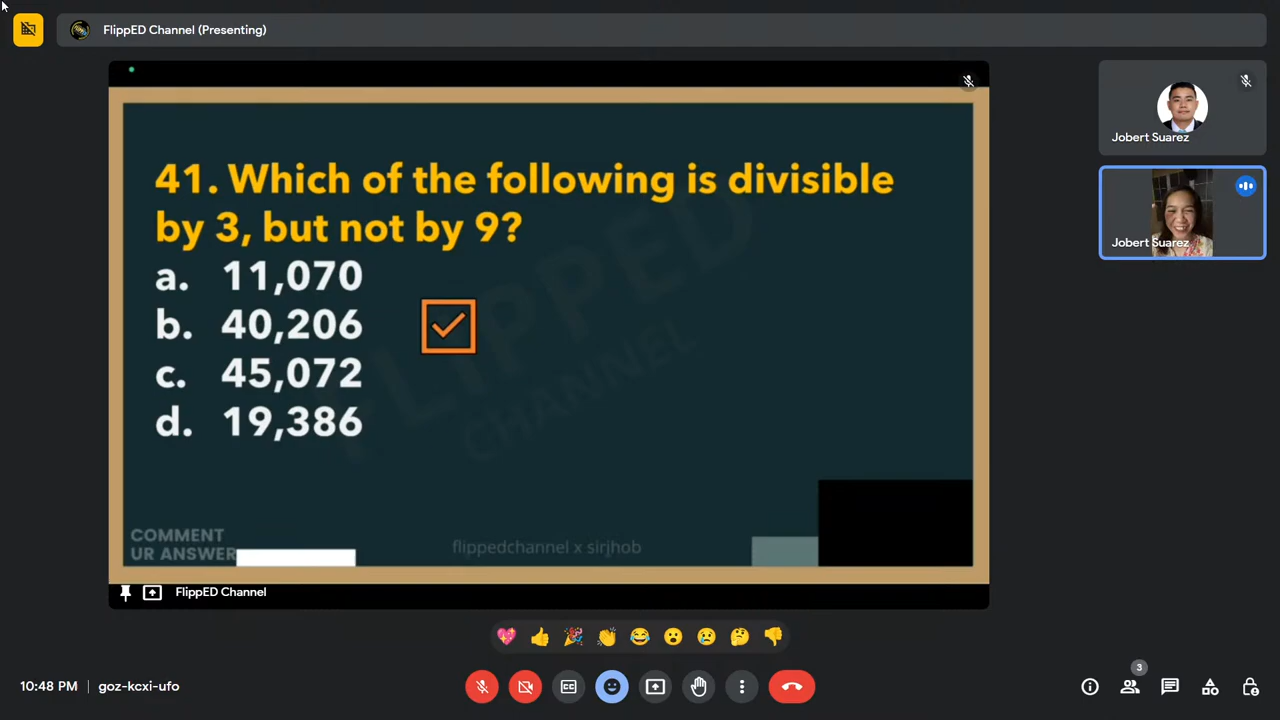 FlippED Channel (Presenting)
41. Which of the following is divisible
by 3, but not by 9?
a. 11,070
b. 40,206
c. 45,072
d. 19,386
FLIPPED
CHANNEL
COMMENT
UR ANSWER
flippedchannel x sirjhob
FlippED Channel
Jobert Suarez
Jobert Suarez
10:48 PM | goz-kcxi-ufo
3